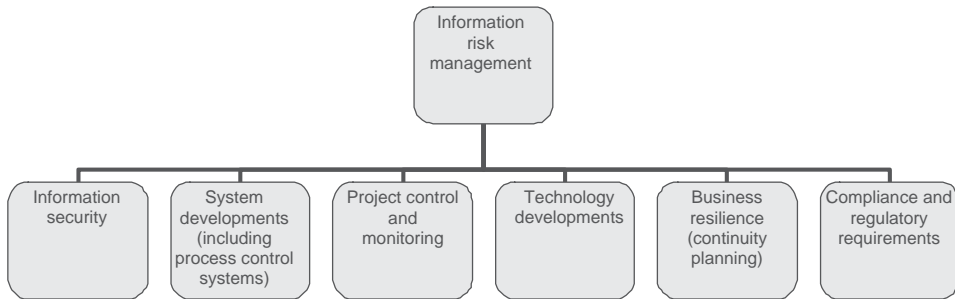 Information
risk
management
Information
security
System
developments
(including
process control
systems)
Project control
and
monitoring
Technology
developments
Business
resilience
(continuity
planning)
Compliance and
regulatory
requirements